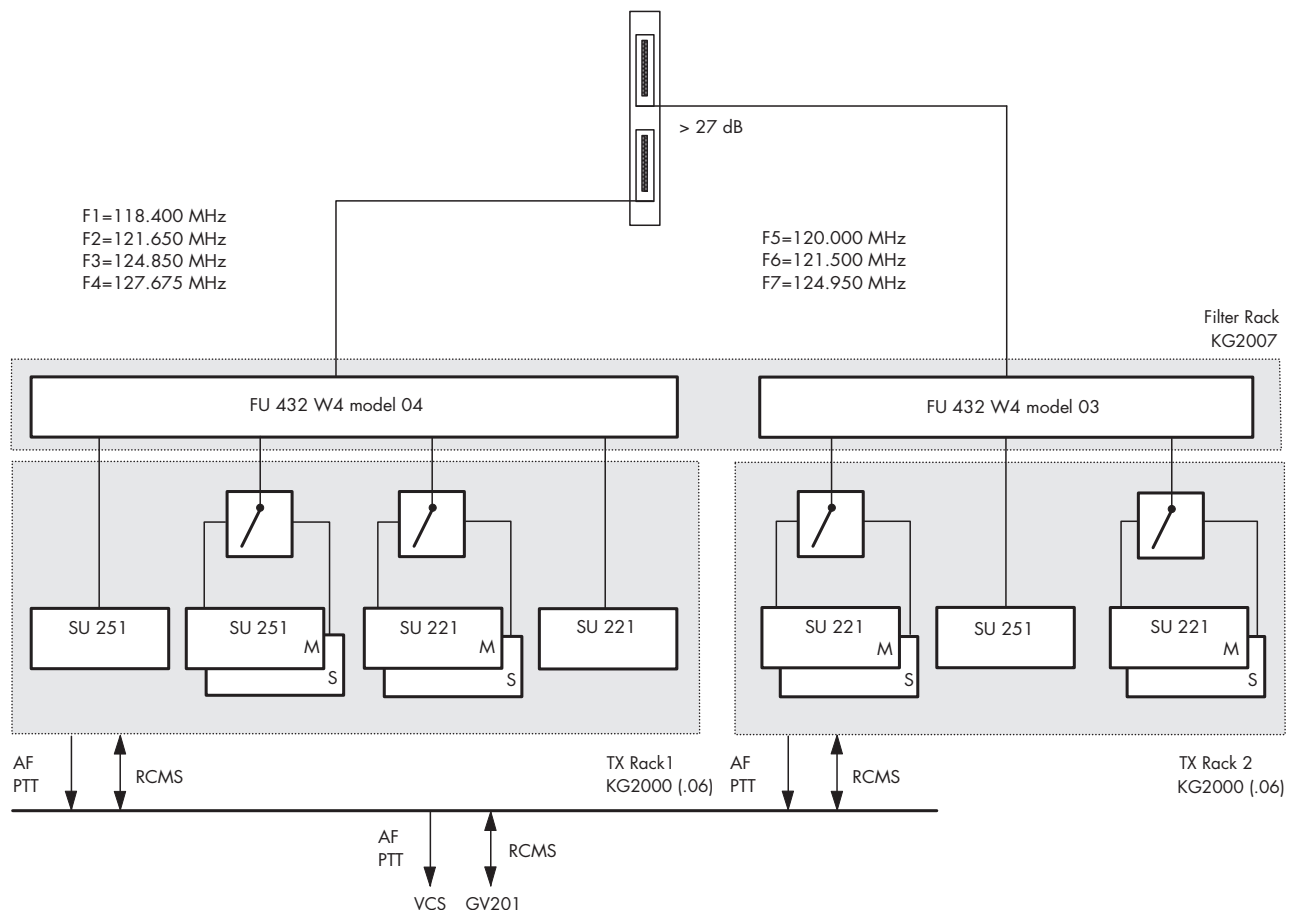 > 27 dB
F1=118.400 MHz
F2=121.650 MHz
F3=124.850 MHz
F4=127.675 MHz
F5=120.000 MHz
F6=121.500 MHz
F7=124.950 MHz
Filter Rack
KG2007
FU 432 W4 model 04
FU 432 W4 model 03
SU 251
SU 251
M
S
SU 221
M
S
SU 221
SU 221
M
S
SU 251
SU 221
M
S
AF
PTT
RCMS
TX Rack1
KG2000 (.06)
AF
PTT
RCMS
TX Rack 2
KG2000 (.06)
AF
PTT
RCMS
VCS
GV201